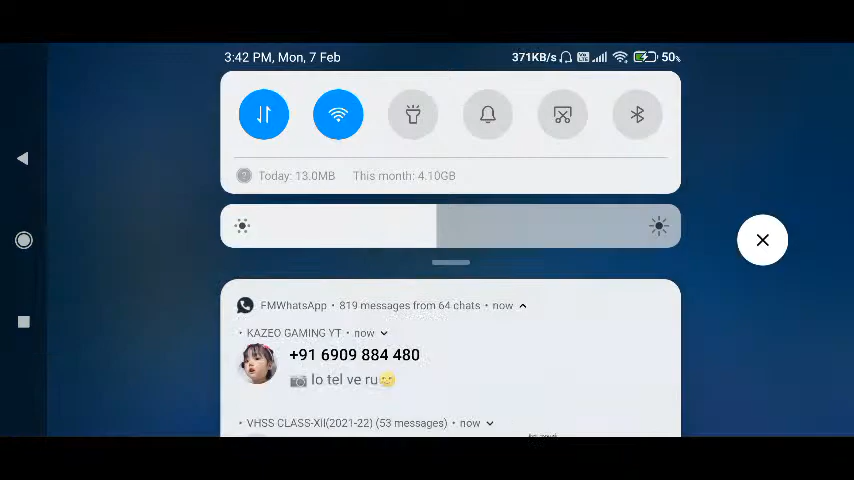 3:42 PM, Mon, 7 Feb 371KB/s 50%
Today: 13.0MB This month: 4.10GB
FMWhatsApp • 819 messages from 64 chats • now
• KAZEO GAMING YT • now
+91 6909 884 480
📷 lo tel ve ru🌝
• VHSS CLASS-XII(2021-22) (53 messages) • now